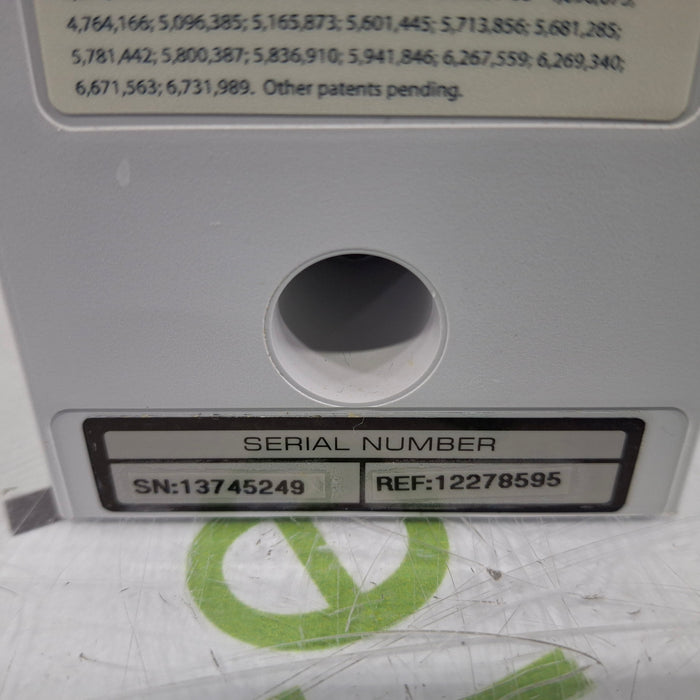 4,764,166; 5,096,385; 5,165,873; 5,601,445; 5,713,856; 5,681,285;
5,781,442; 5,800,387; 5,836,910; 5,941,846; 6,267,559; 6,269,340;
6,671,563; 6,731,989. Other patents pending.
SERIAL NUMBER
SN:13745249
REF:12278595
e